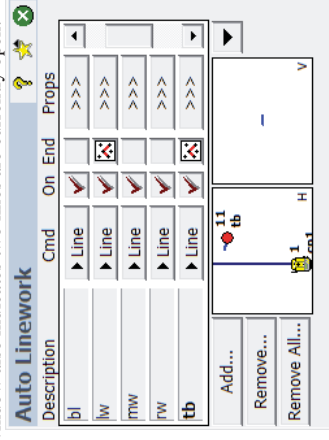 Auto Linework
Description Cmd On End Props
bl Line >>>
lw Line >>>
mw Line >>>
rw Line >>>
tb Line >>>
Add...
Remove...
Remove All...
11
tb
1
cp1
H
V